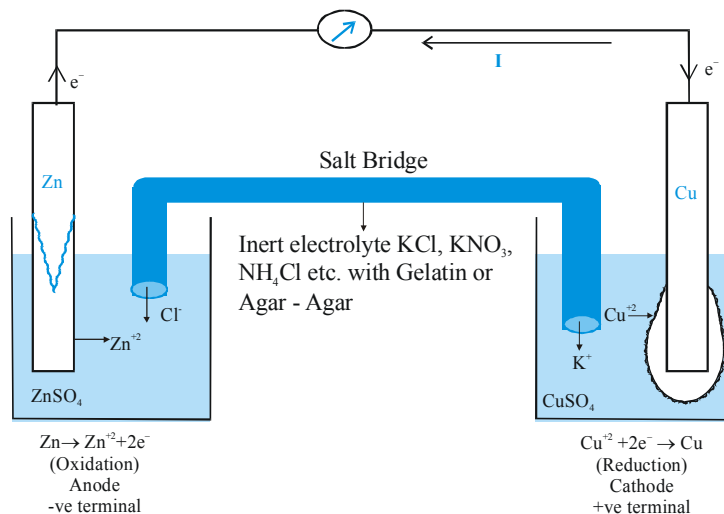 I
e⁻
e⁻
Salt Bridge
Zn
Cu
Inert electrolyte KCl, KNO₃,
NH₄Cl etc. with Gelatin or
Agar - Agar
Cl⁻
Cu⁺²
Zn⁺²
K⁺
ZnSO₄
CuSO₄
Zn→ Zn⁺²+2e⁻
(Oxidation)
Anode
-ve terminal
Cu⁺² +2e⁻ → Cu
(Reduction)
Cathode
+ve terminal